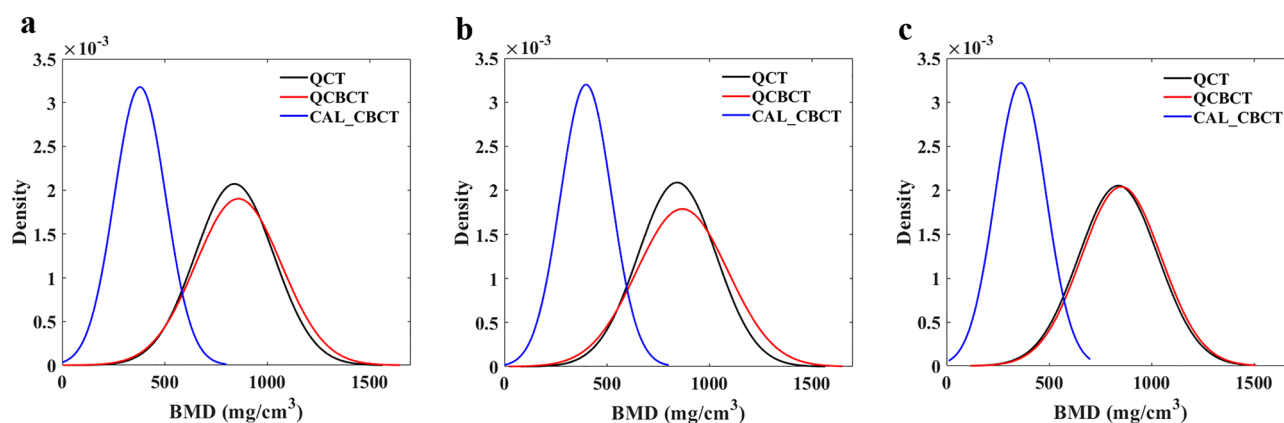 a
×10⁻³
3.5
3
2.5
2
1.5
1
0.5
0
Density
QCT
QCBCT
CAL_CBCT
0 500 1000 1500
BMD (mg/cm³)
b
×10⁻³
3.5
3
2.5
2
1.5
1
0.5
0
Density
QCT
QCBCT
CAL_CBCT
0 500 1000 1500
BMD (mg/cm³)
c
×10⁻³
3.5
3
2.5
2
1.5
1
0.5
0
Density
QCT
QCBCT
CAL_CBCT
0 500 1000 1500
BMD (mg/cm³)